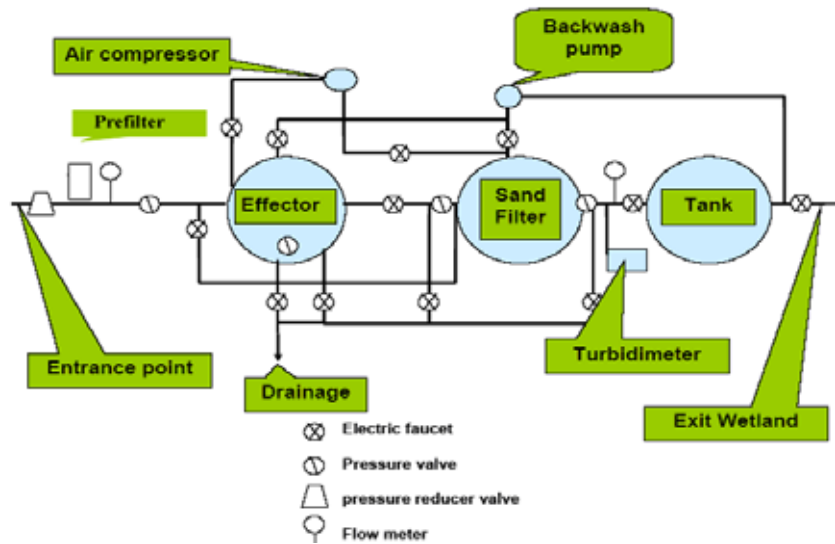 Backwash
pump
Air compressor
Prefilter
Effector
Sand
Filter
Tank
Entrance point
Drainage
Turbidimeter
Exit Wetland
Electric faucet
Pressure valve
pressure reducer valve
Flow meter